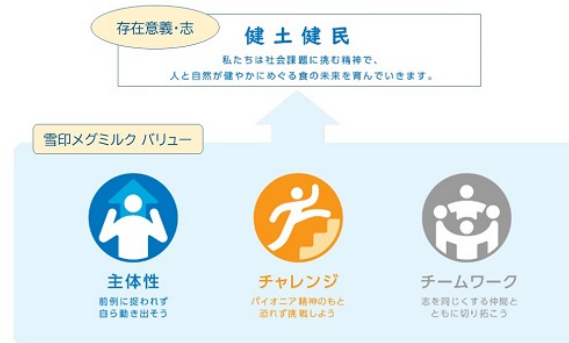 存在意義・志
健土健民
私たちは社会課題に挑む精神で、
人と自然が健やかにめぐる食の未来を育んでいきます。
雪印メグミルク バリュー
主体性
前例に捉われず
自ら動き出そう
チャレンジ
パイオニア精神のもと
恐れず挑戦しよう
チームワーク
志を同じくする仲間と
ともに切り拓こう